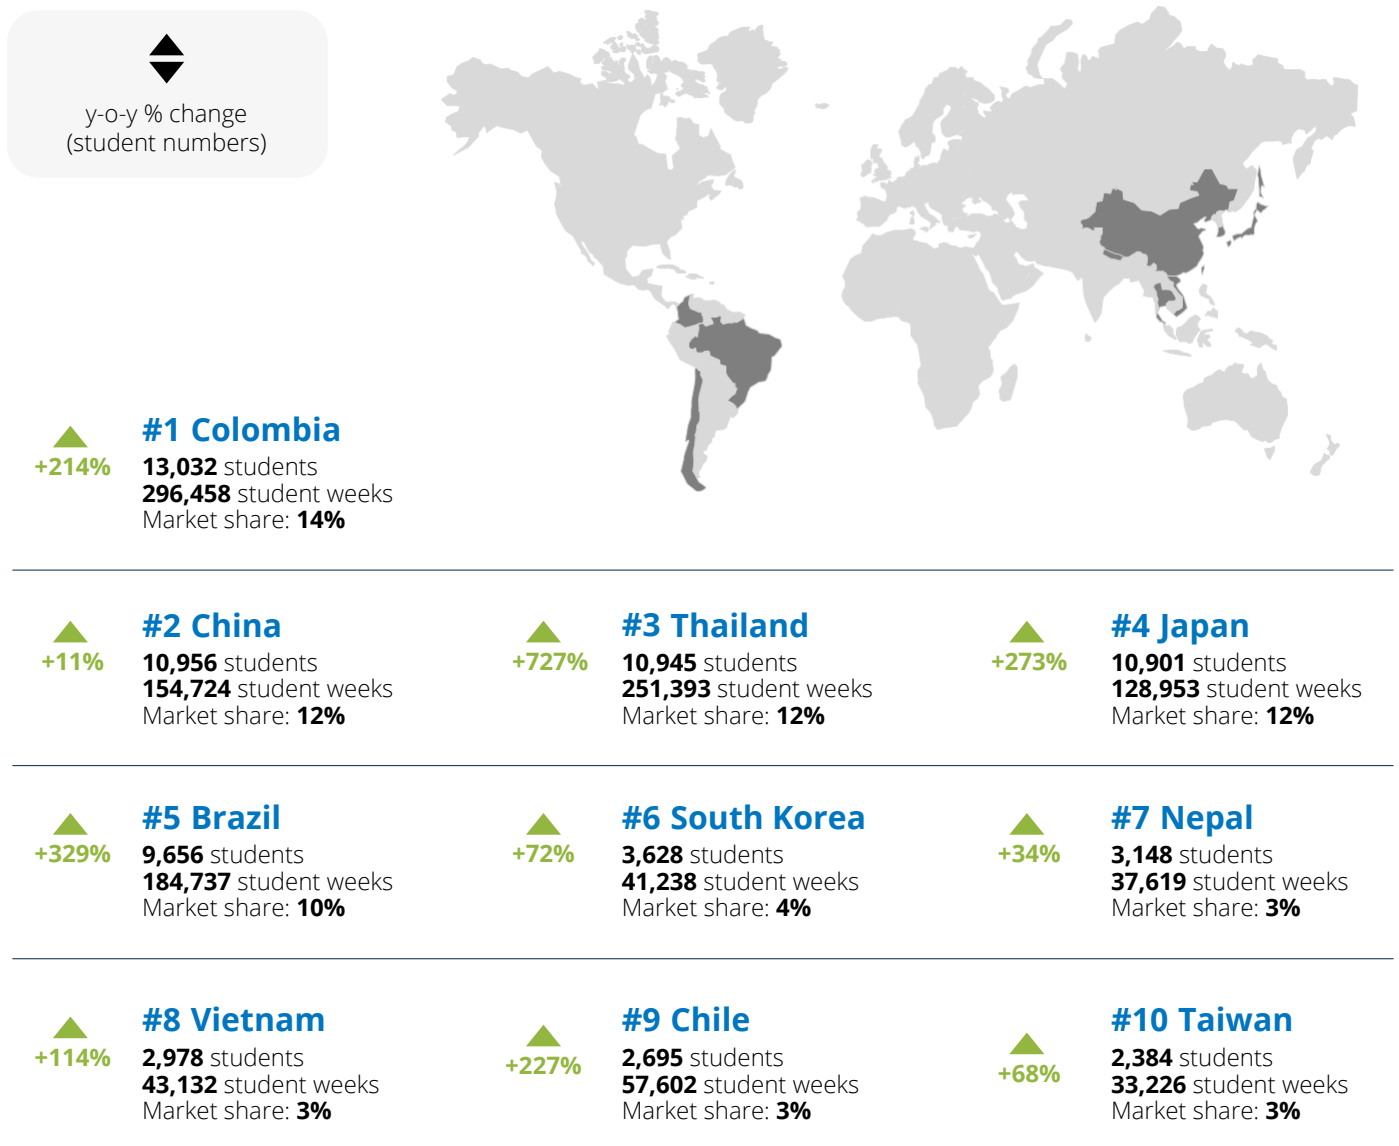 y-o-y % change
(student numbers)
#1 Colombia
+214%
13,032 students
296,458 student weeks
Market share: 14%
#2 China
+11%
10,956 students
154,724 student weeks
Market share: 12%
#3 Thailand
+727%
10,945 students
251,393 student weeks
Market share: 12%
#4 Japan
+273%
10,901 students
128,953 student weeks
Market share: 12%
#5 Brazil
+329%
9,656 students
184,737 student weeks
Market share: 10%
#6 South Korea
+72%
3,628 students
41,238 student weeks
Market share: 4%
#7 Nepal
+34%
3,148 students
37,619 student weeks
Market share: 3%
#8 Vietnam
+114%
2,978 students
43,132 student weeks
Market share: 3%
#9 Chile
+227%
2,695 students
57,602 student weeks
Market share: 3%
#10 Taiwan
+68%
2,384 students
33,226 student weeks
Market share: 3%